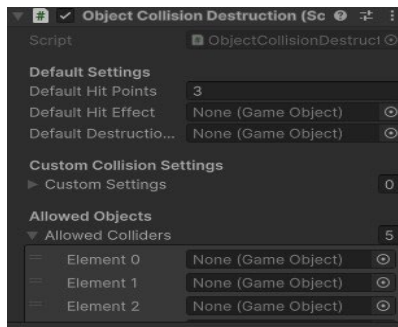 # Object Collision Destruction (Sc
Script ObjectCollisionDestruct
Default Settings
Default Hit Points 3
Default Hit Effect None (Game Object)
Default Destructio... None (Game Object)
Custom Collision Settings
Custom Settings 0
Allowed Objects
Allowed Colliders 5
Element 0 None (Game Object)
Element 1 None (Game Object)
Element 2 None (Game Object)